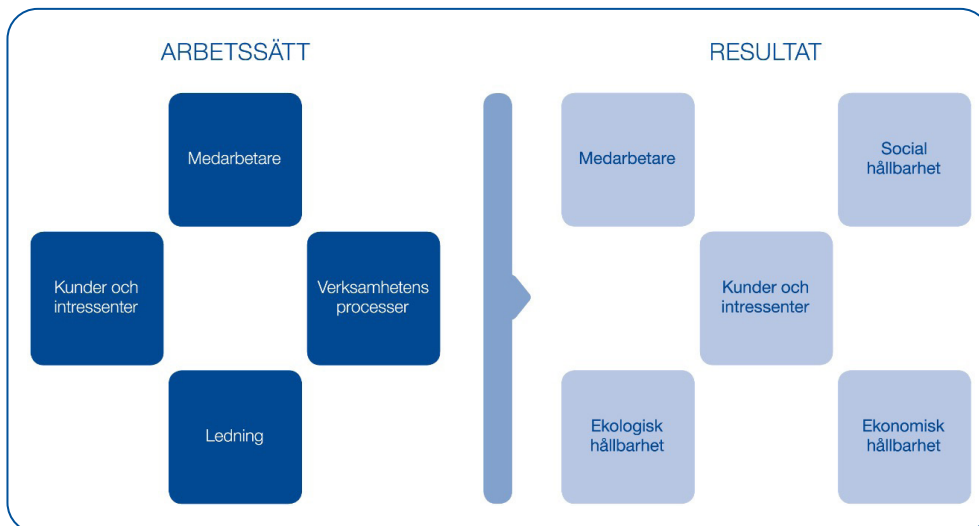 ARBETSSÄTT
Medarbetare
Kunder och
intressenter
Verksamhetens
processer
Ledning
RESULTAT
Medarbetare
Social
hållbarhet
Kunder och
intressenter
Ekologisk
hållbarhet
Ekonomisk
hållbarhet